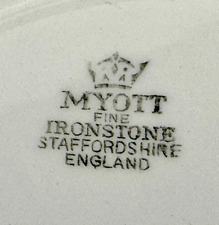 MYOTT
FINE
IRONSTONE
STAFFORDSHIRE
ENGLAND